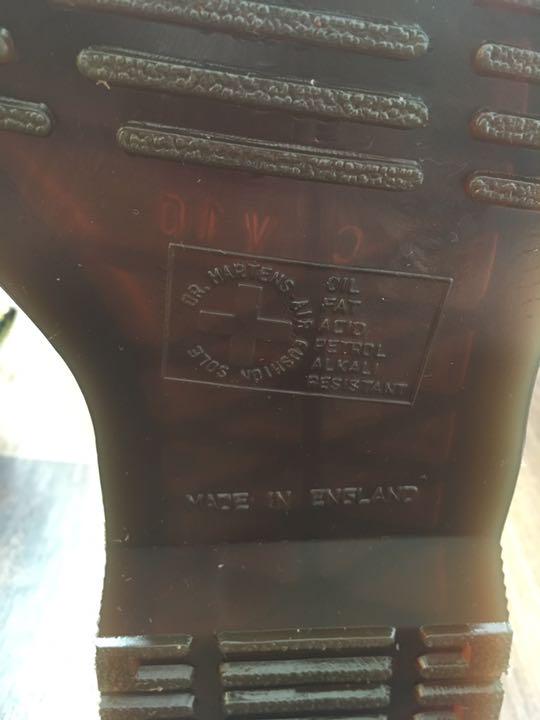 DR. MARTENS AIR CUSHION SOLE
OIL
FAT
ACID
PETROL
ALKALI
RESISTANT
MADE IN ENGLAND